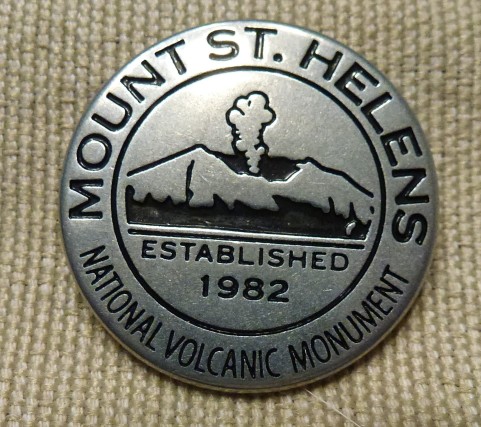 MOUNT ST. HELENS
ESTABLISHED
1982
NATIONAL VOLCANIC MONUMENT